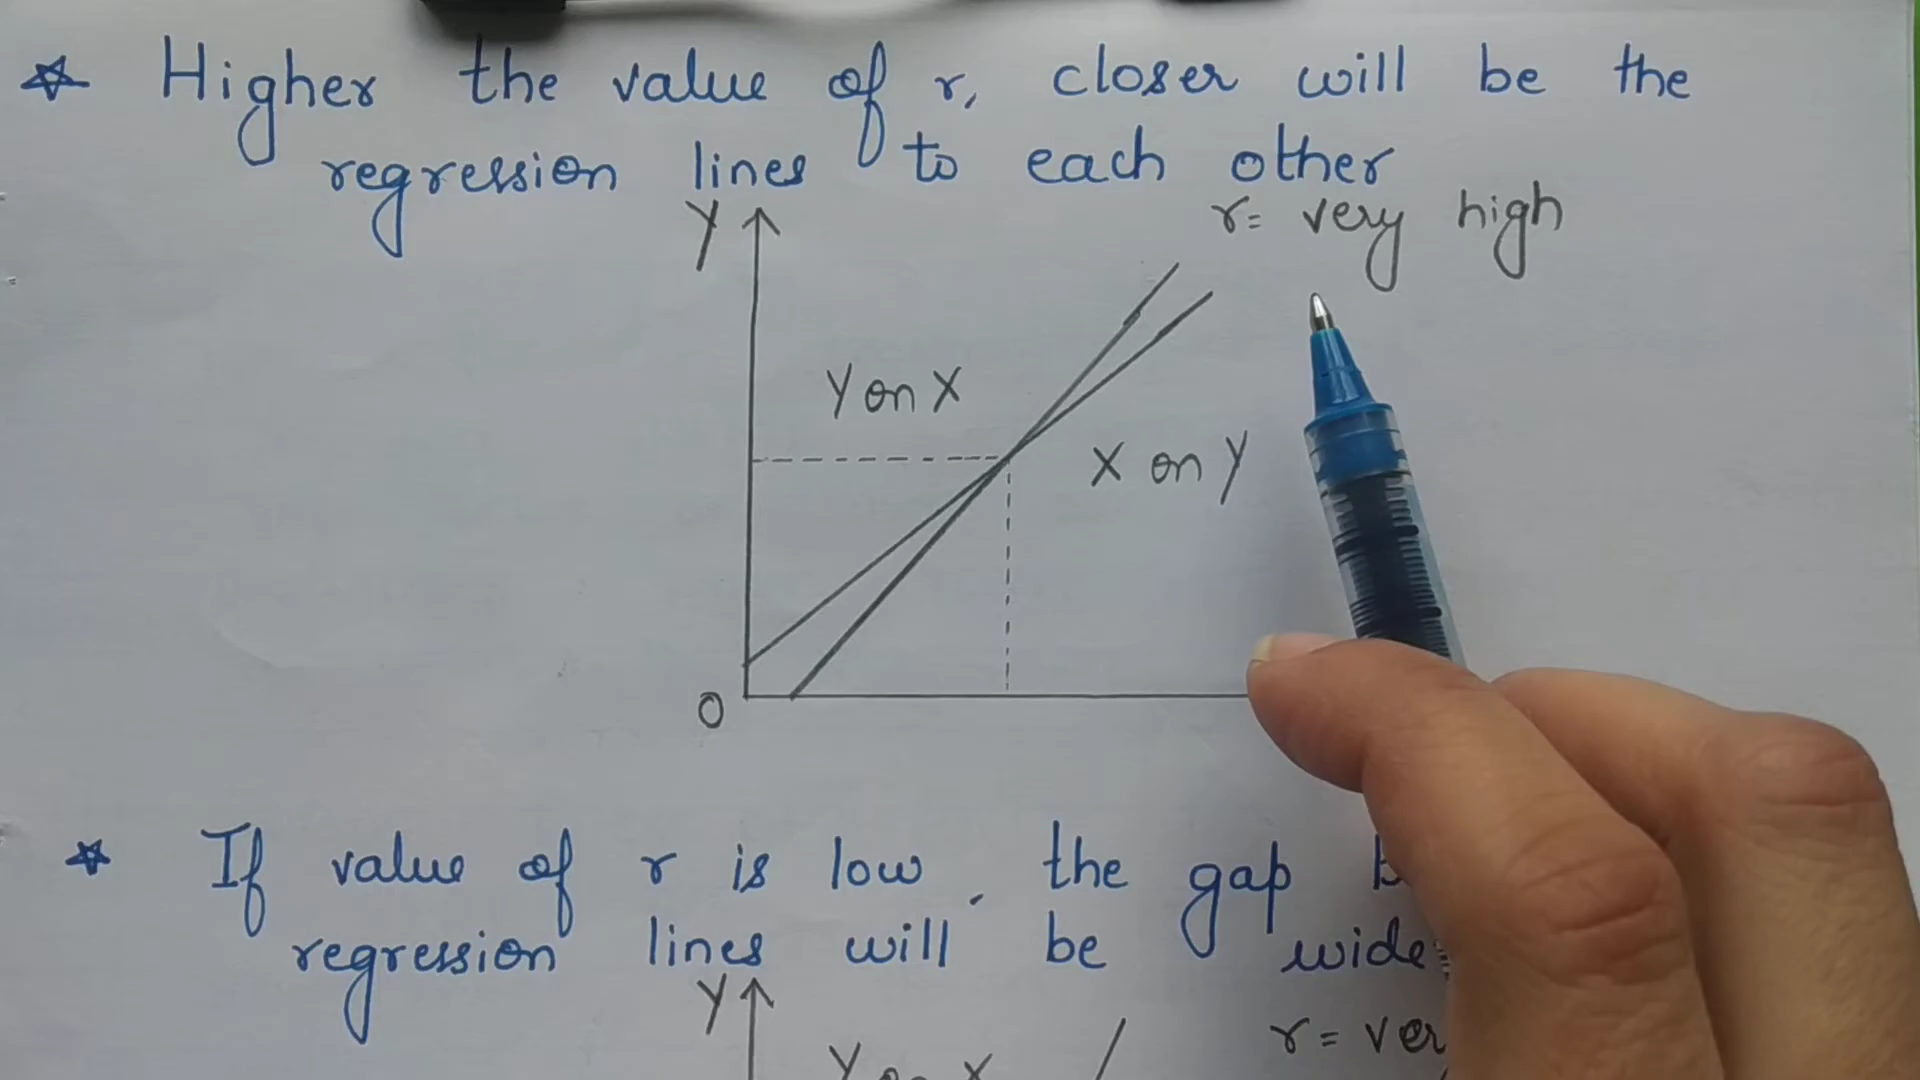 Higher the value of r, closer will be the
regression lines to each other
r = very high
Y
Y on X
X on Y
O
If value of r is low, the gap
regression lines will be wide
Y
r =
Y on X